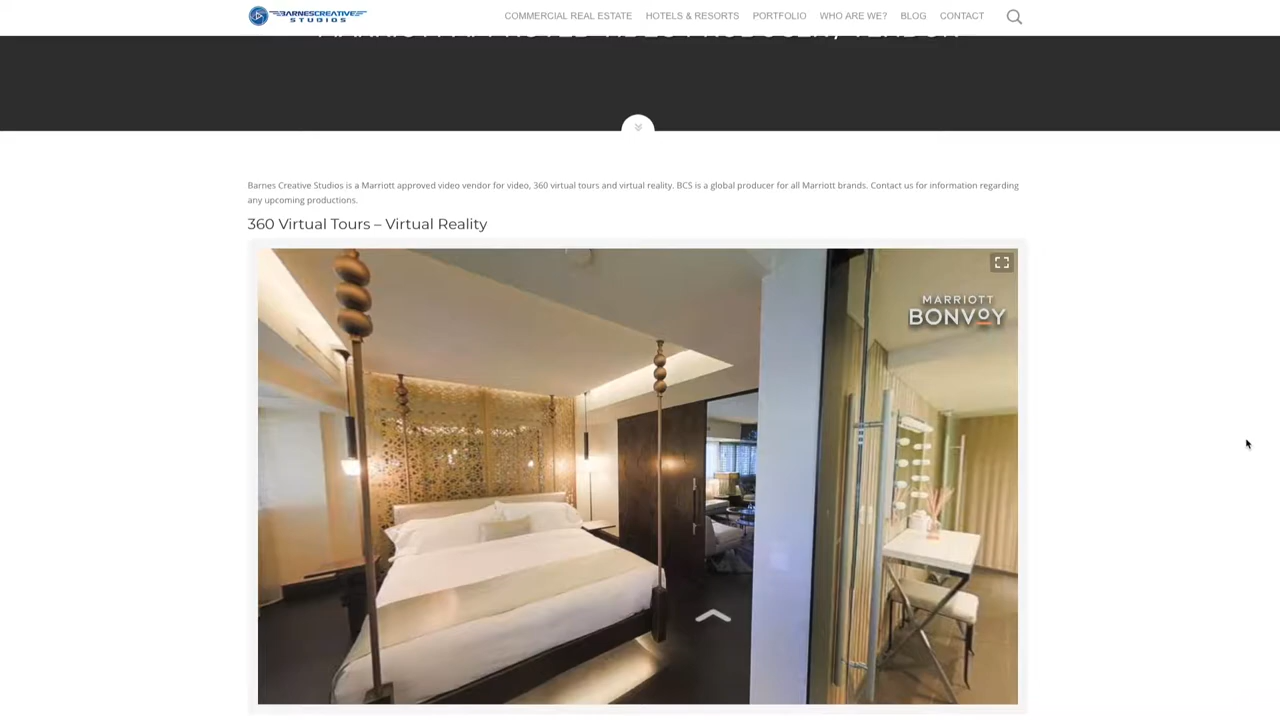 BARNESCREATIVE
STUDIOS
COMMERCIAL REAL ESTATE HOTELS & RESORTS PORTFOLIO WHO ARE WE? BLOG CONTACT
Barnes Creative Studios is a Marriott approved video vendor for video, 360 virtual tours and virtual reality. BCS is a global producer for all Marriott brands. Contact us for information regarding
any upcoming productions.
360 Virtual Tours – Virtual Reality
MARRIOTT
BONVOY